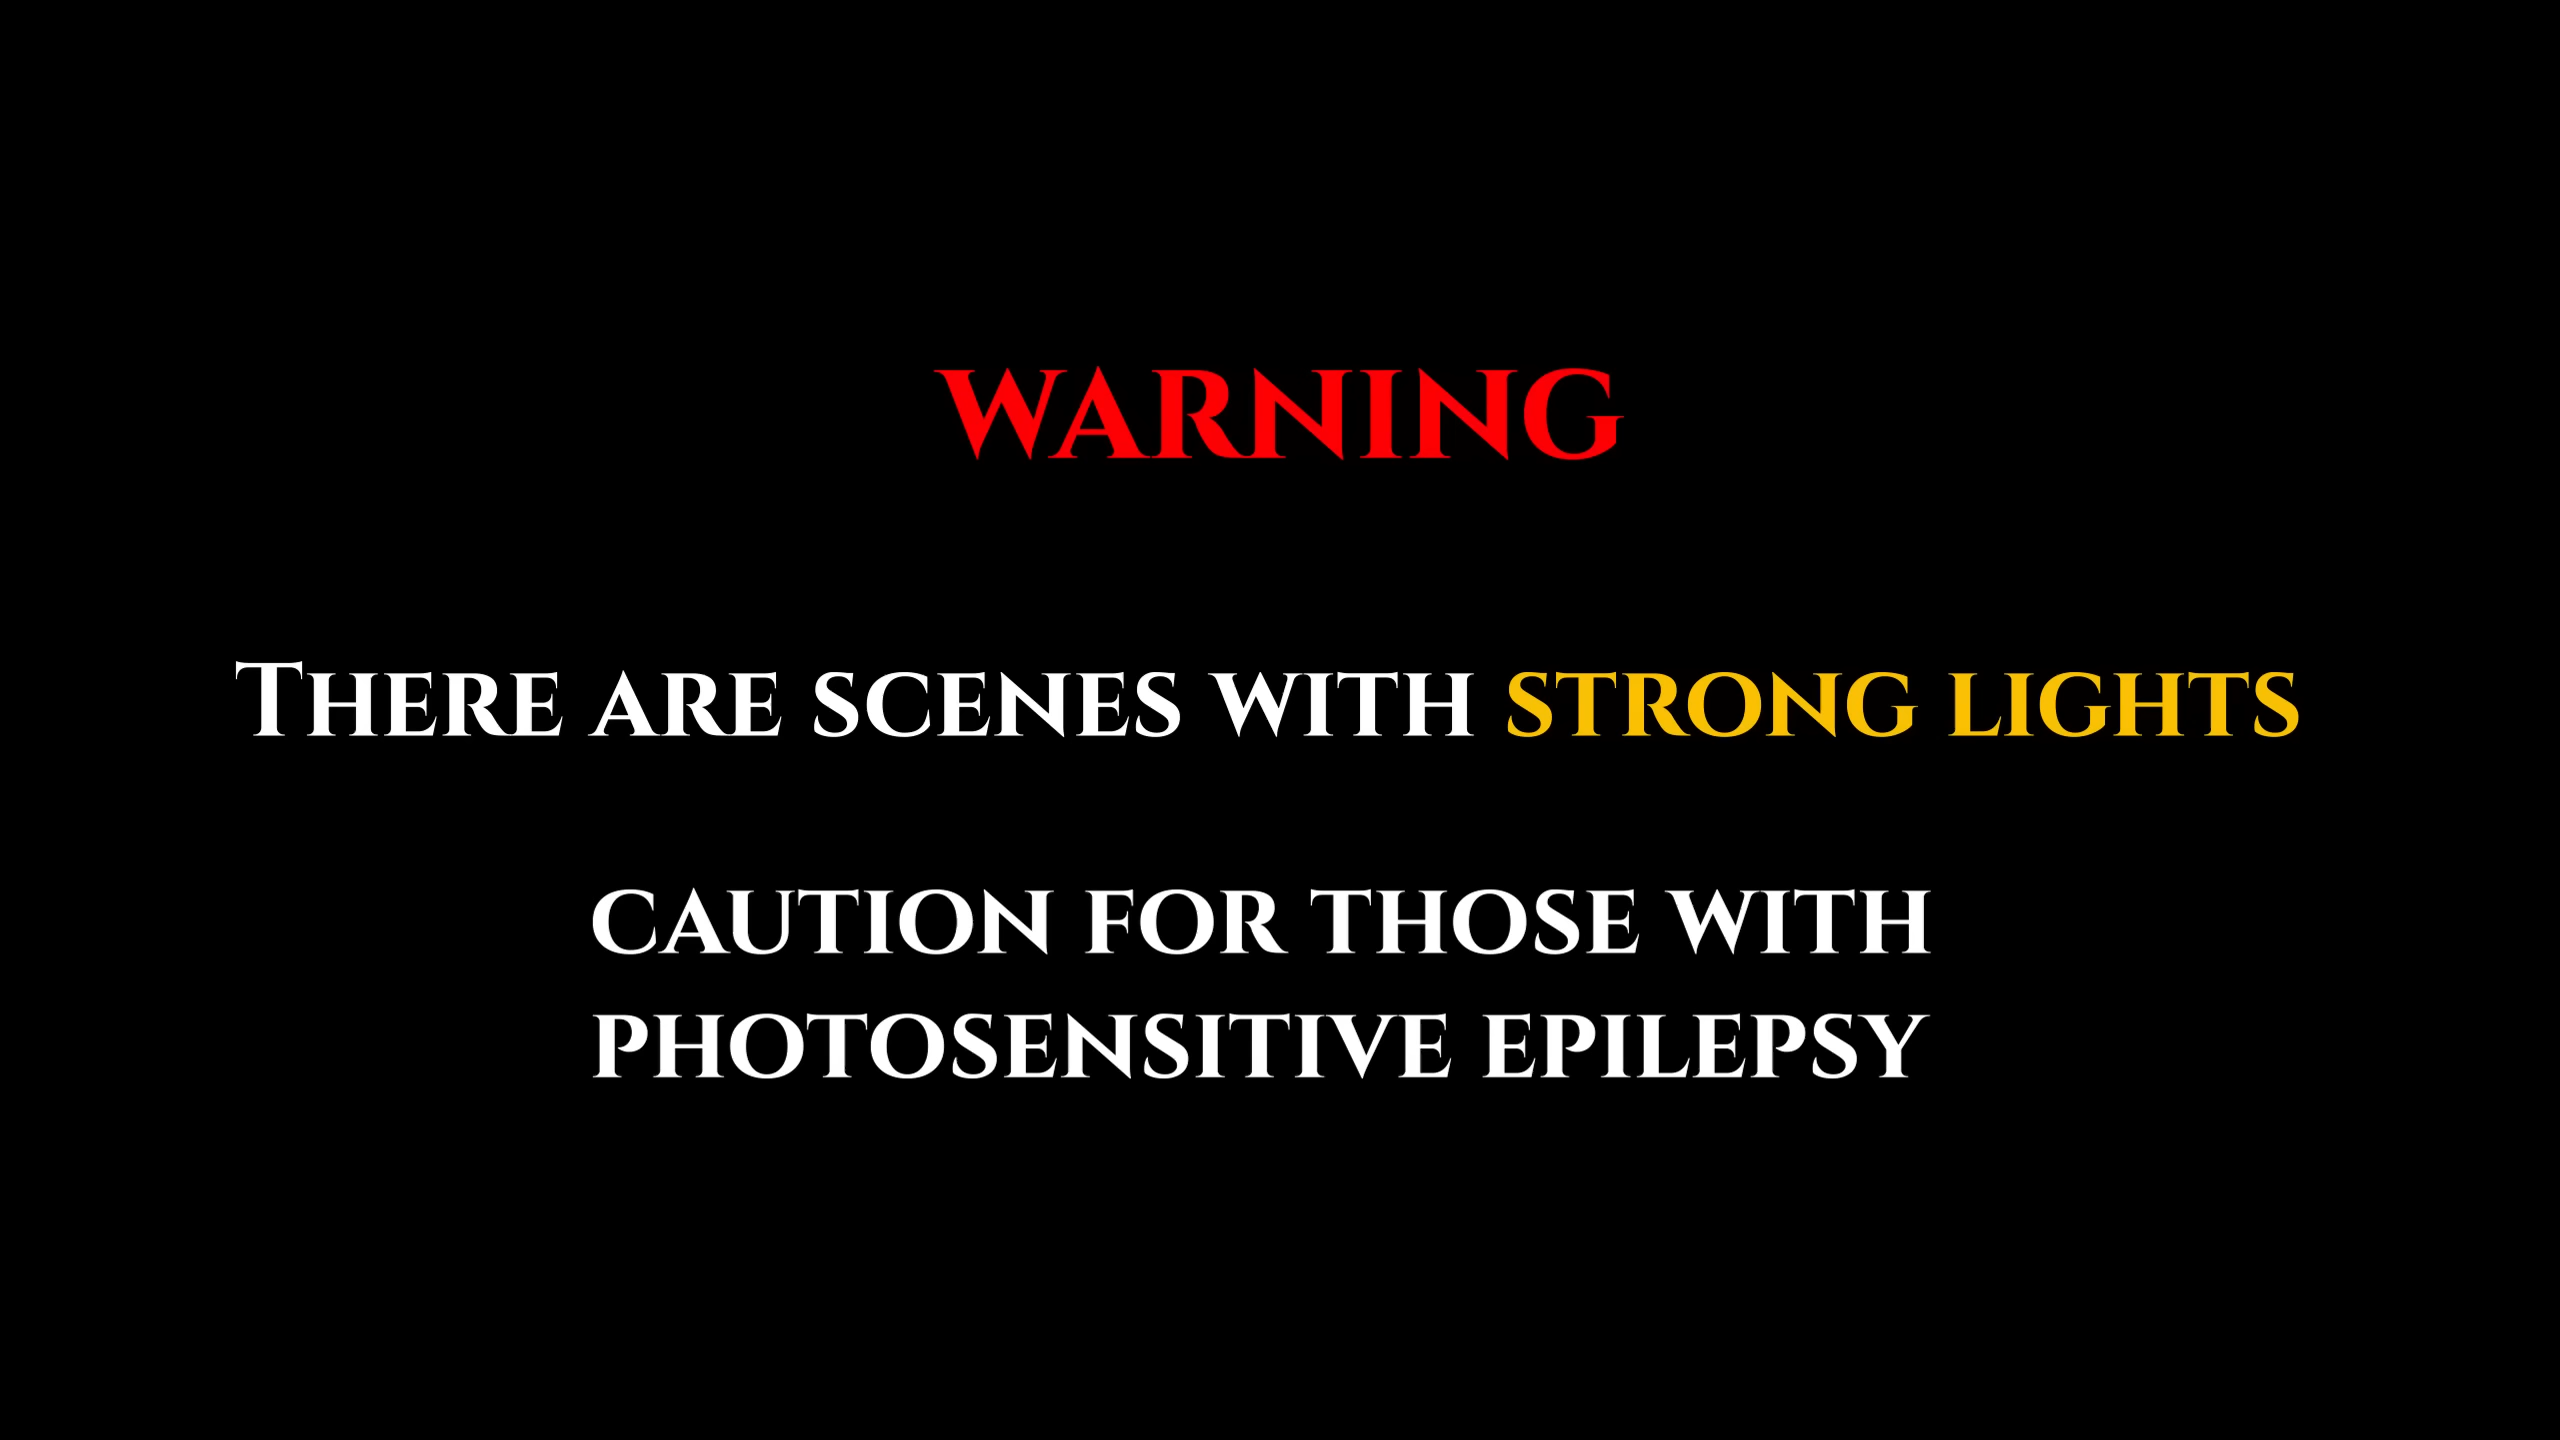 WARNING
THERE ARE SCENES WITH STRONG LIGHTS
CAUTION FOR THOSE WITH
PHOTOSENSITIVE EPILEPSY